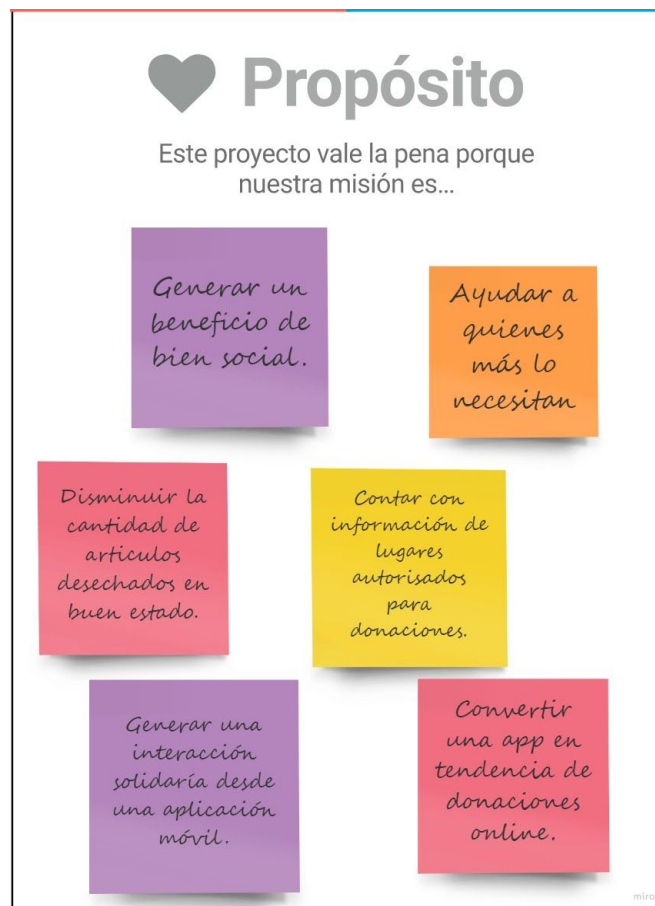 Propósito
Este proyecto vale la pena porque
nuestra misión es...
Generar un
beneficio de
bien social.
Ayudar a
quienes
más lo
necesitan
Disminuir la
cantidad de
articulos
desechados en
buen estado.
Contar con
información de
lugares
autorisados
para
donaciones.
Generar una
interacción
solidaría desde
una aplicación
móvil.
Convertir
una app en
tendencia de
donaciones
online.
miro